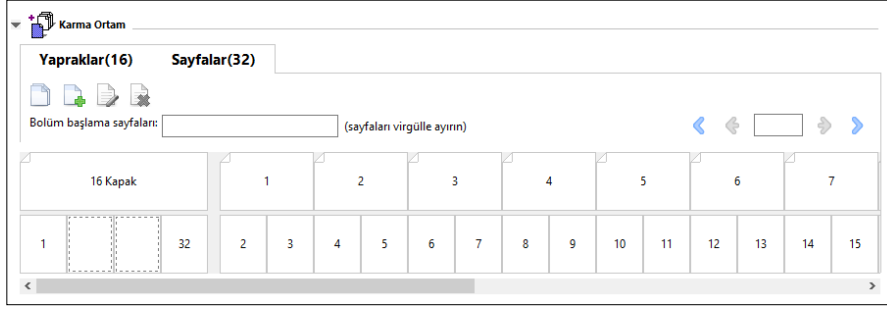 Karma Ortam
Yapraklar(16) Sayfalar(32)
Bolüm başlama sayfaları: (sayfaları virgülle ayırın)
16 Kapak 1 2 3 4 5 6 7
1 32 2 3 4 5 6 7 8 9 10 11 12 13 14 15